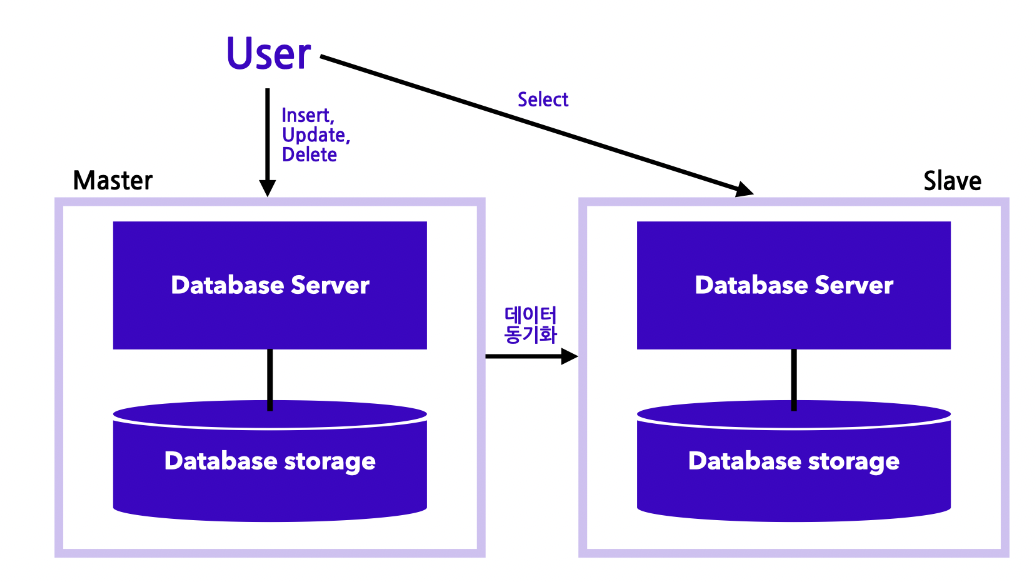 User
Select
Insert,
Update,
Delete
Master
Slave
Database Server
Database Server
데이터
동기화
Database storage
Database storage